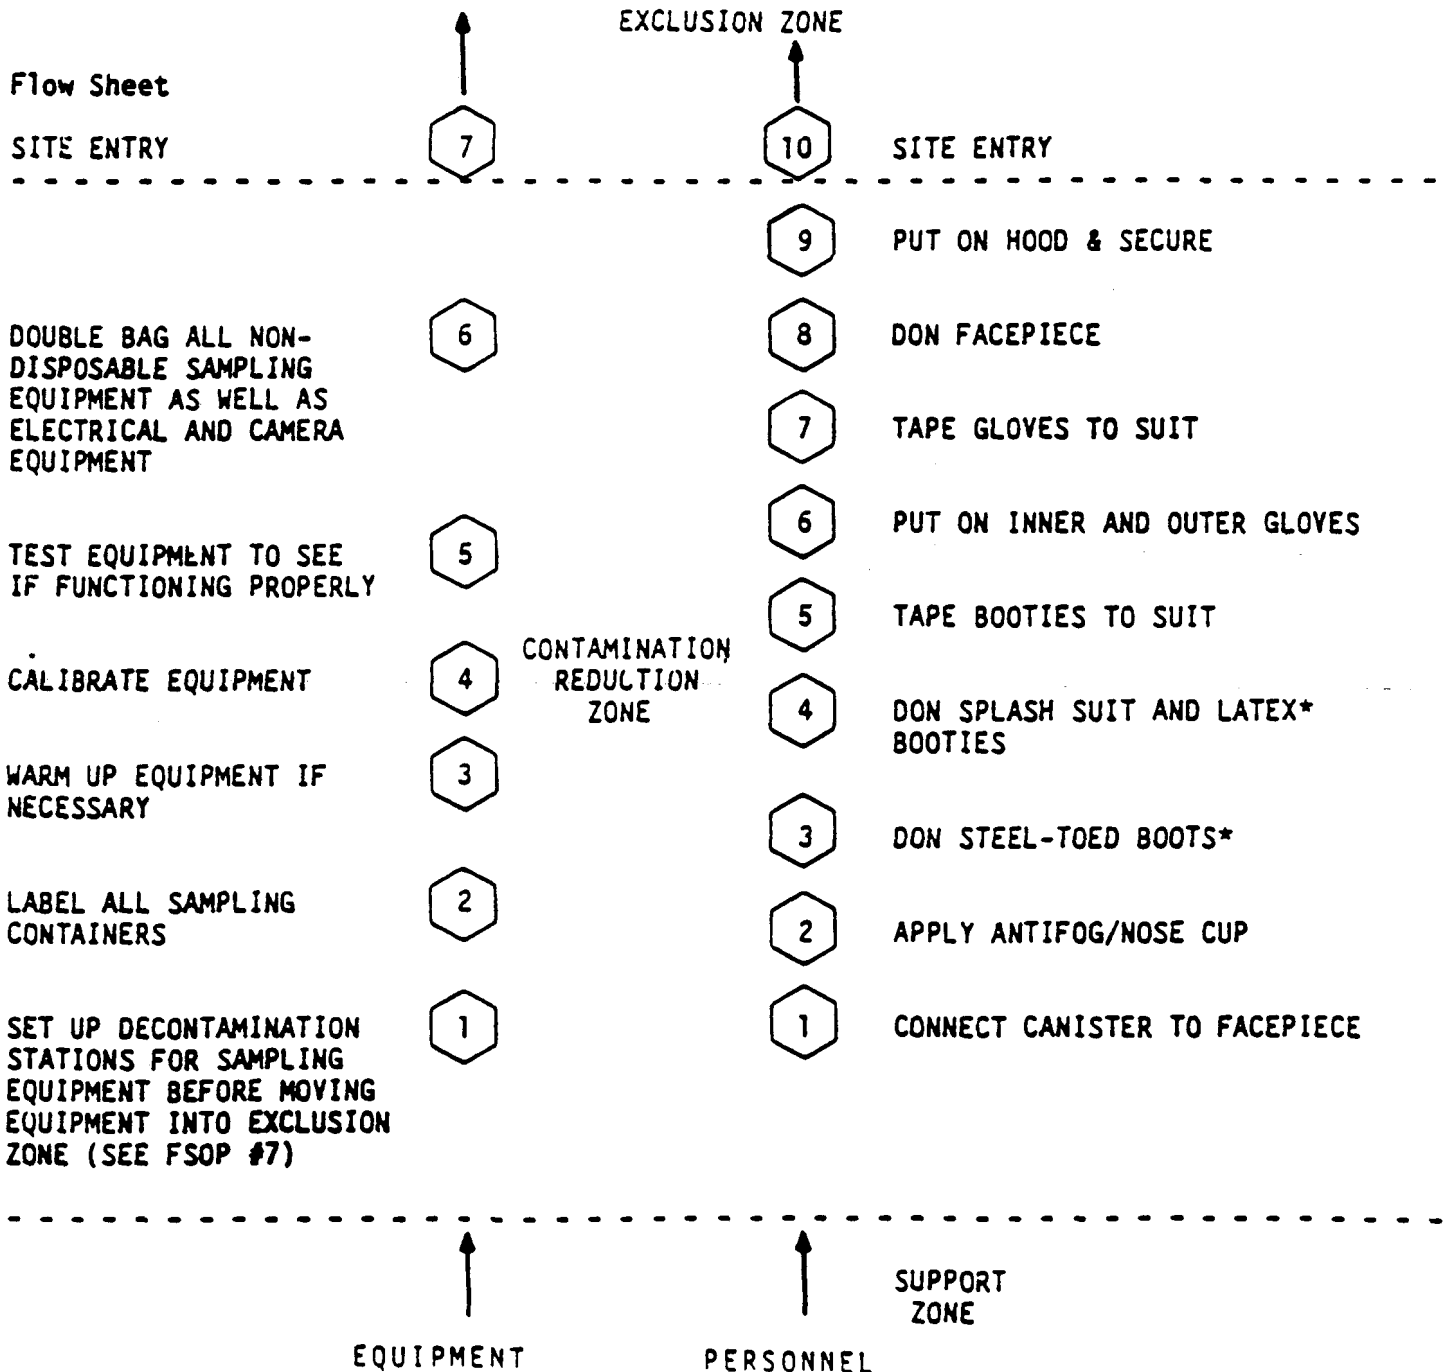 EXCLUSION ZONE
Flow Sheet
SITE ENTRY
7
10
SITE ENTRY
9
PUT ON HOOD & SECURE
DOUBLE BAG ALL NON-
DISPOSABLE SAMPLING
EQUIPMENT AS WELL AS
ELECTRICAL AND CAMERA
EQUIPMENT
6
8
DON FACEPIECE
7
TAPE GLOVES TO SUIT
6
PUT ON INNER AND OUTER GLOVES
TEST EQUIPMENT TO SEE
IF FUNCTIONING PROPERLY
5
5
TAPE BOOTIES TO SUIT
CALIBRATE EQUIPMENT
4
CONTAMINATION
REDUCTION
ZONE
4
DON SPLASH SUIT AND LATEX*
BOOTIES
WARM UP EQUIPMENT IF
NECESSARY
3
3
DON STEEL-TOED BOOTS*
LABEL ALL SAMPLING
CONTAINERS
2
2
APPLY ANTIFOG/NOSE CUP
SET UP DECONTAMINATION
STATIONS FOR SAMPLING
EQUIPMENT BEFORE MOVING
EQUIPMENT INTO EXCLUSION
ZONE (SEE FSOP #7)
1
1
CONNECT CANISTER TO FACEPIECE
SUPPORT
ZONE
EQUIPMENT
PERSONNEL